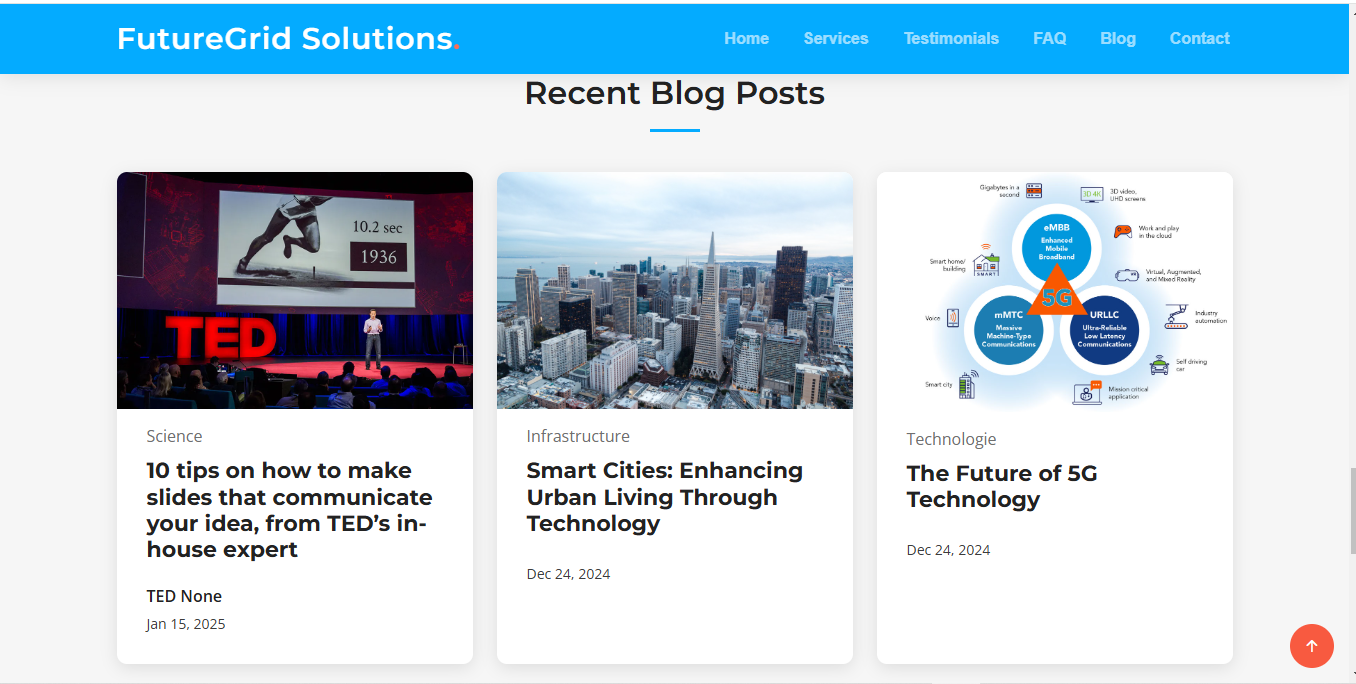 FutureGrid Solutions.
Home Services Testimonials FAQ Blog Contact
Recent Blog Posts
10.2 sec
1936
TED
Science
10 tips on how to make
slides that communicate
your idea, from TED’s in-
house expert
TED None
Jan 15, 2025
Infrastructure
Smart Cities: Enhancing
Urban Living Through
Technology
Dec 24, 2024
Gigabytes in a
second
3D 4K
3D video,
UHD screens
eMBB
Enhanced
Mobile
Broadband
Work and play
in the cloud
Smart home/
building
SMART
Virtual, Augmented,
and Mixed Reality
5G
Voice
mMTC
Massive
Machine-Type
Communications
URLLC
Ultra-Reliable
Low Latency
Communications
Industry
automation
Self driving
car
Smart city
Mission critical
application
Technologie
The Future of 5G
Technology
Dec 24, 2024